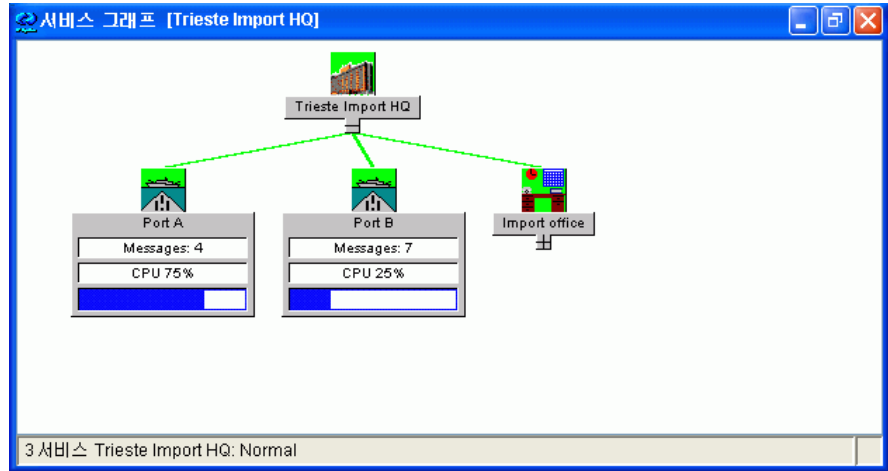 서비스 그래프 [Trieste Import HQ]
Trieste Import HQ
Port A
Messages: 4
CPU 75%
Port B
Messages: 7
CPU 25%
Import office
3 서비스 Trieste Import HQ: Normal